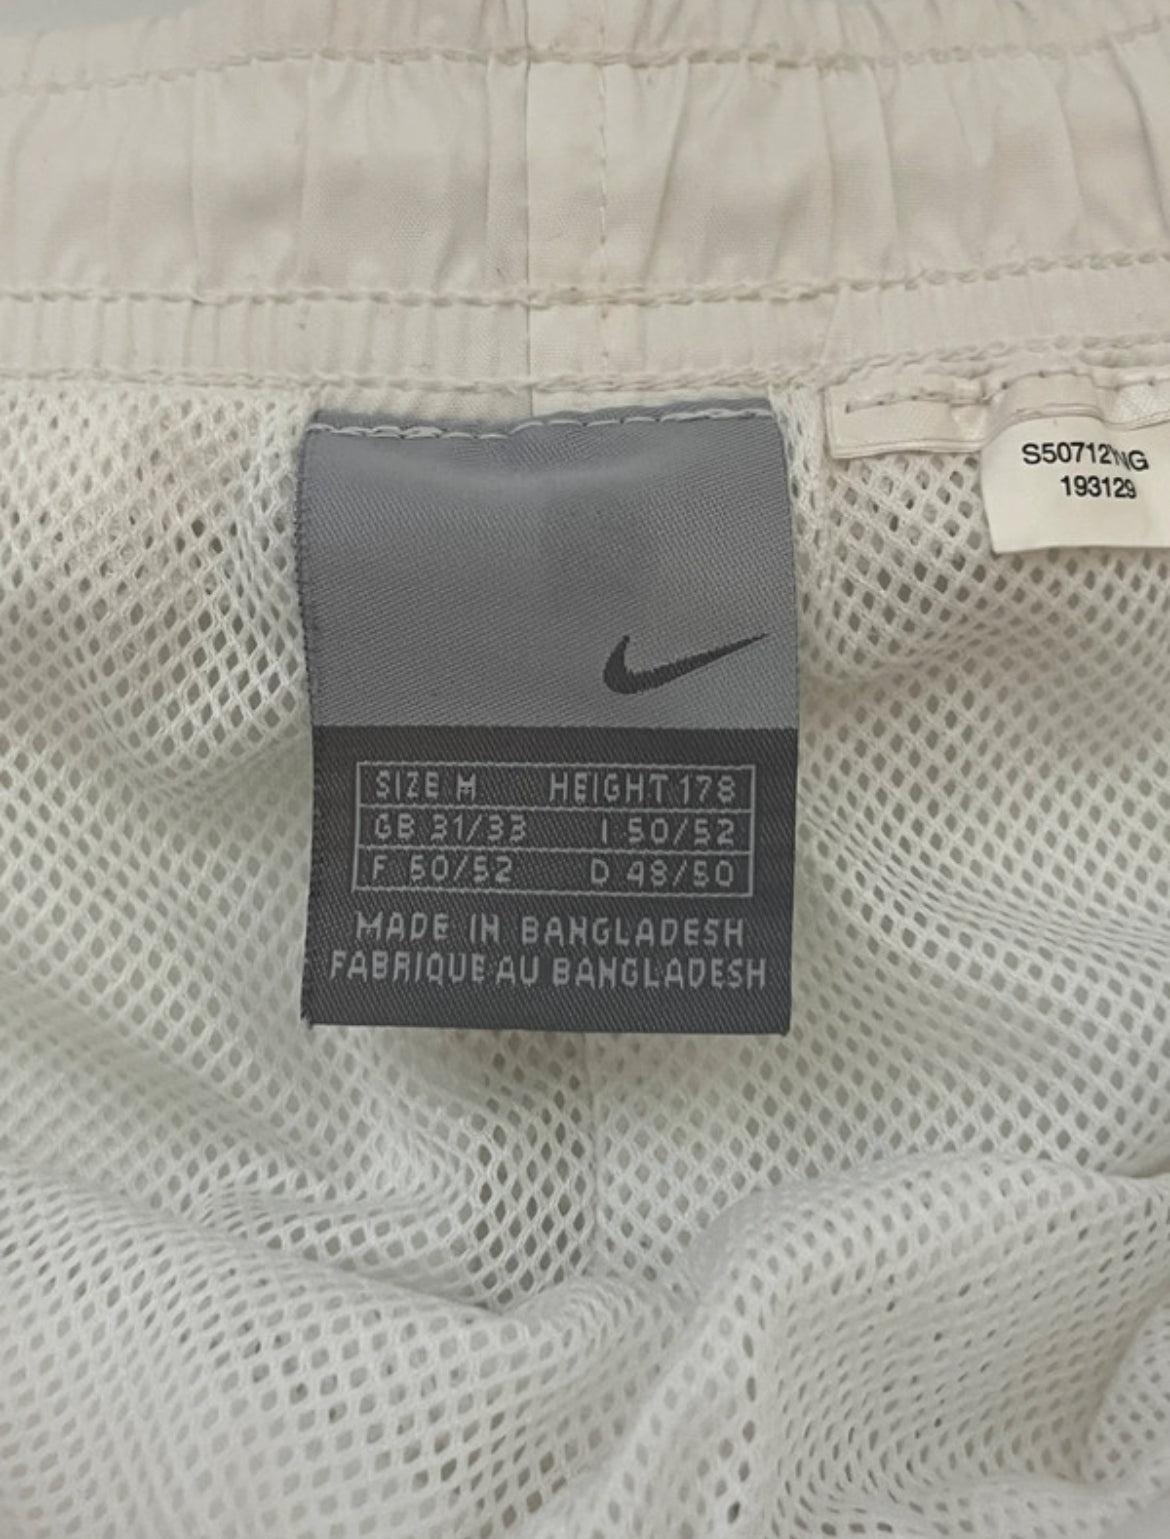 S50712YNG
193129
SIZE M HEIGHT 178
GB 31/33 I 50/52
F 50/52 D 48/50
MADE IN BANGLADESH
FABRIQUE AU BANGLADESH